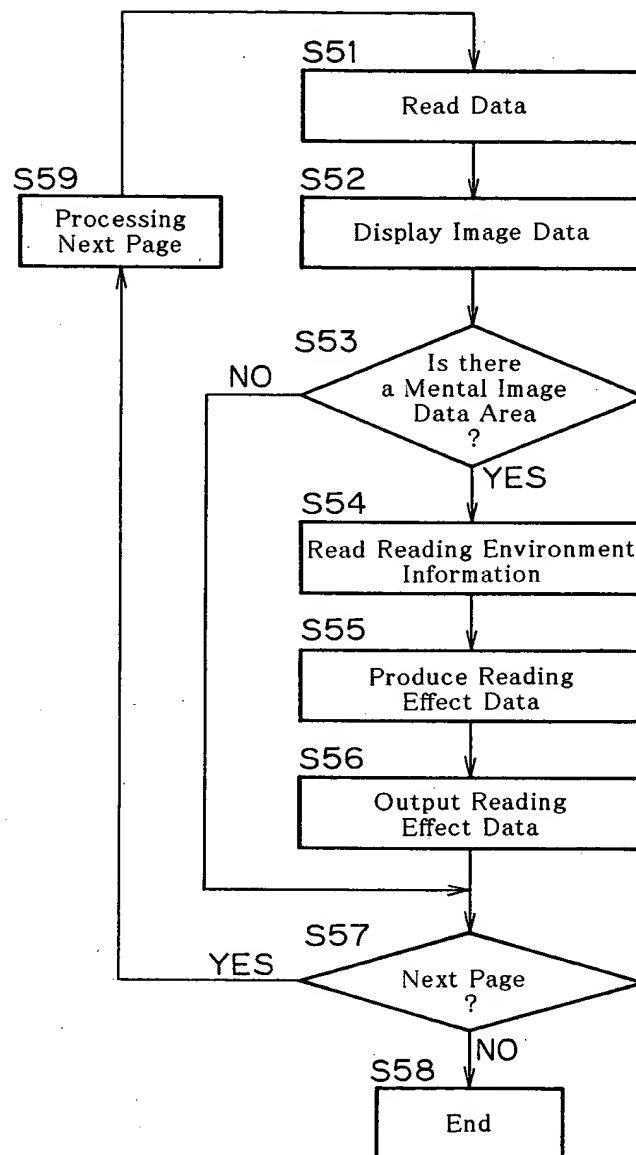 S51
Read Data
S59
Processing
Next Page
S52
Display Image Data
S53
Is there
a Mental Image
Data Area
?
NO
YES
S54
Read Reading Environment
Information
S55
Produce Reading
Effect Data
S56
Output Reading
Effect Data
S57
YES
Next Page
?
NO
S58
End